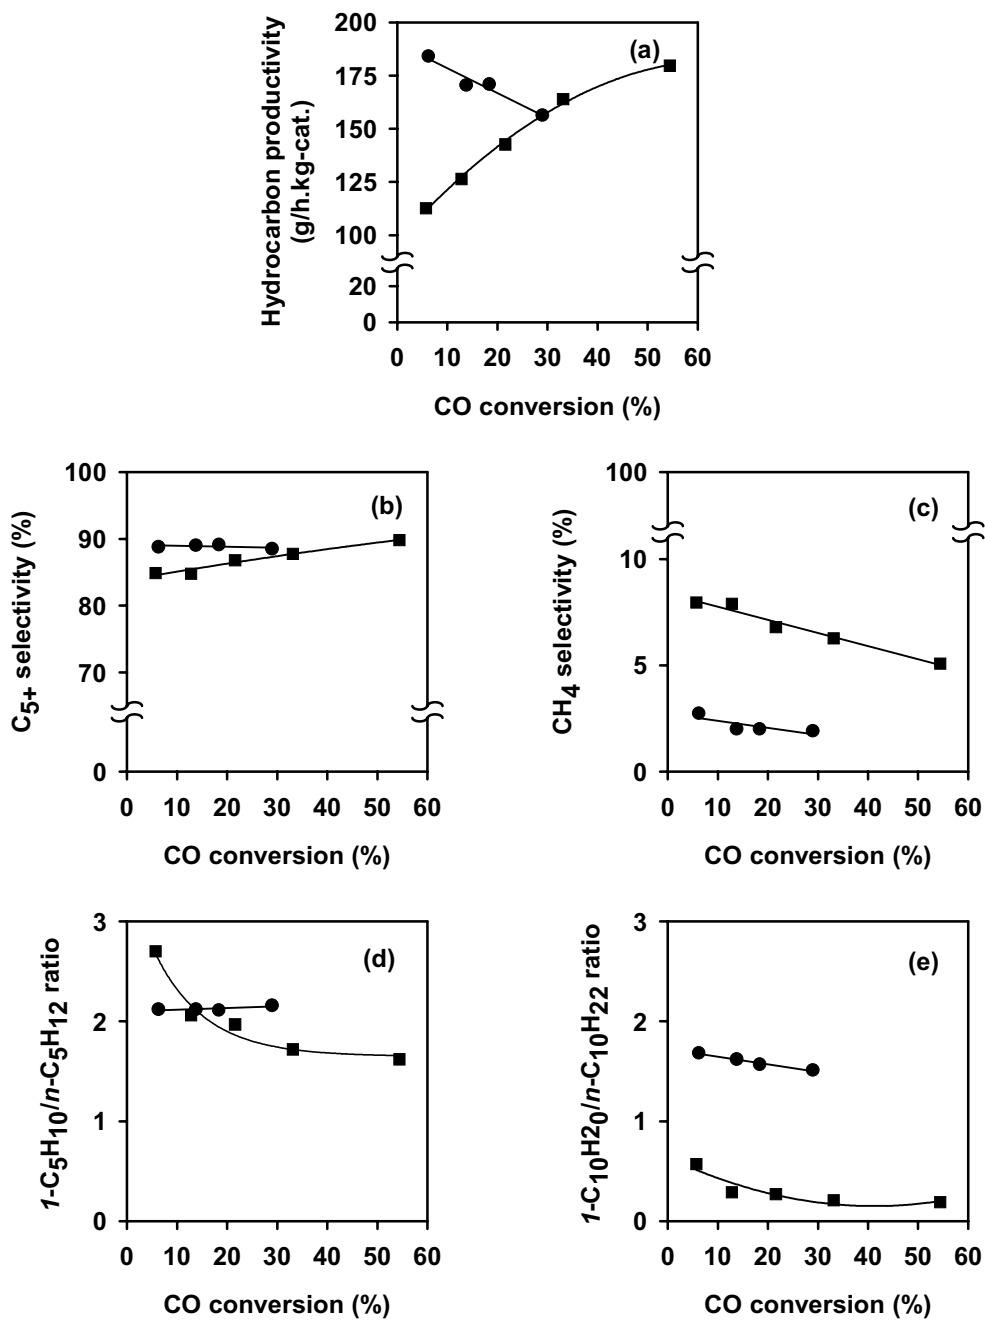 Hydrocarbon productivity
(g/h.kg-cat.)
200
175
150
125
100
20
0
(a)
0 10 20 30 40 50 60
CO conversion (%)
C5+ selectivity (%)
100
90
80
70
0
(b)
0 10 20 30 40 50 60
CO conversion (%)
CH4 selectivity (%)
100
10
5
0
(c)
0 10 20 30 40 50 60
CO conversion (%)
1-C5H10/n-C5H12 ratio
3
2
1
0
(d)
0 10 20 30 40 50 60
CO conversion (%)
1-C10H20/n-C10H22 ratio
3
2
1
0
(e)
0 10 20 30 40 50 60
CO conversion (%)